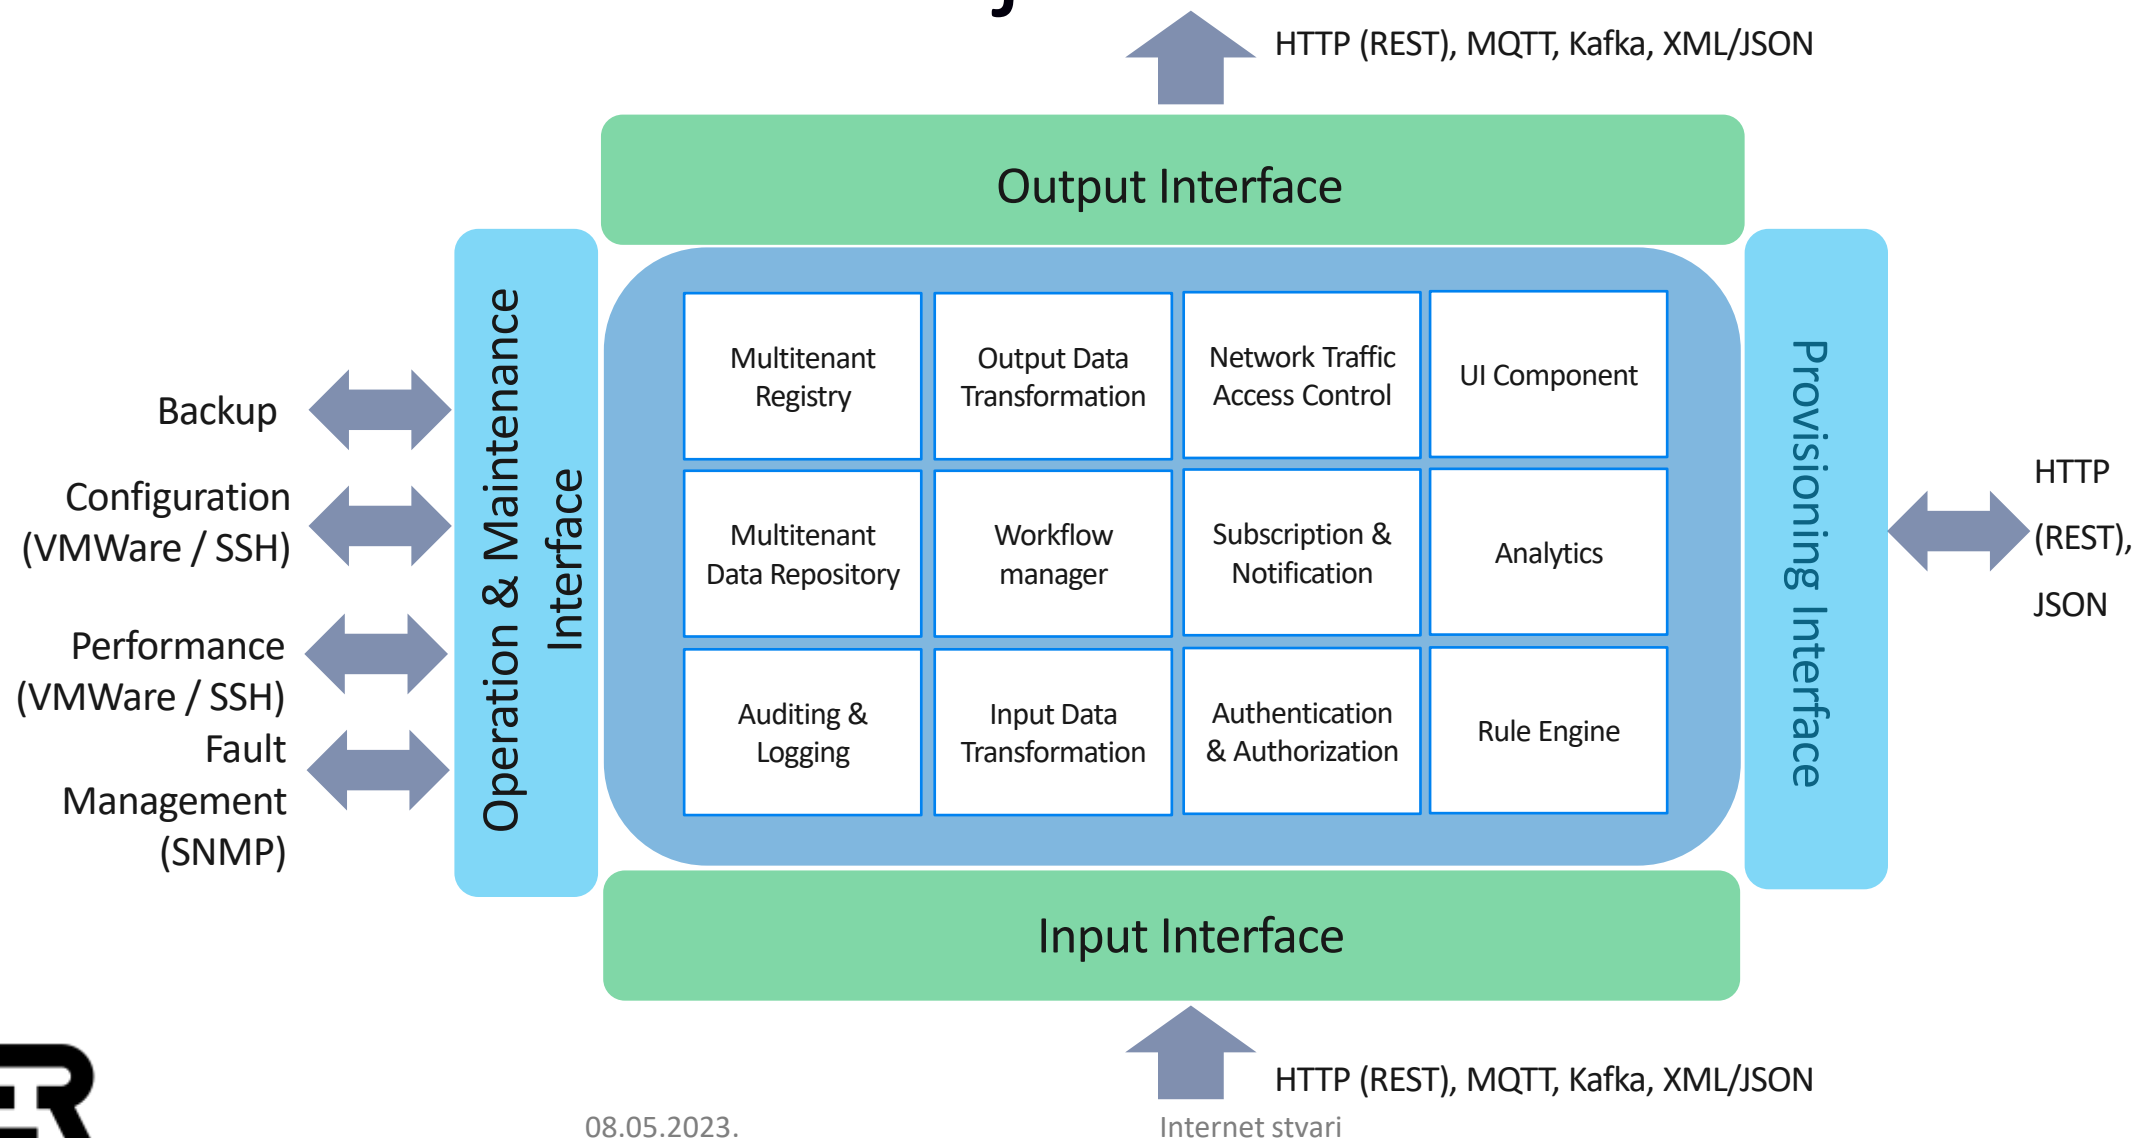 HTTP (REST), MQTT, Kafka, XML/JSON
Output Interface
Operation & Maintenance
Interface
Multitenant
Registry
Output Data
Transformation
Network Traffic
Access Control
UI Component
Multitenant
Data Repository
Workflow
manager
Subscription &
Notification
Analytics
Auditing &
Logging
Input Data
Transformation
Authentication
& Authorization
Rule Engine
Provisioning Interface
Backup
Configuration
(VMWare / SSH)
Performance
(VMWare / SSH)
Fault
Management
(SNMP)
HTTP
(REST),
JSON
Input Interface
HTTP (REST), MQTT, Kafka, XML/JSON
08.05.2023.
Internet stvari